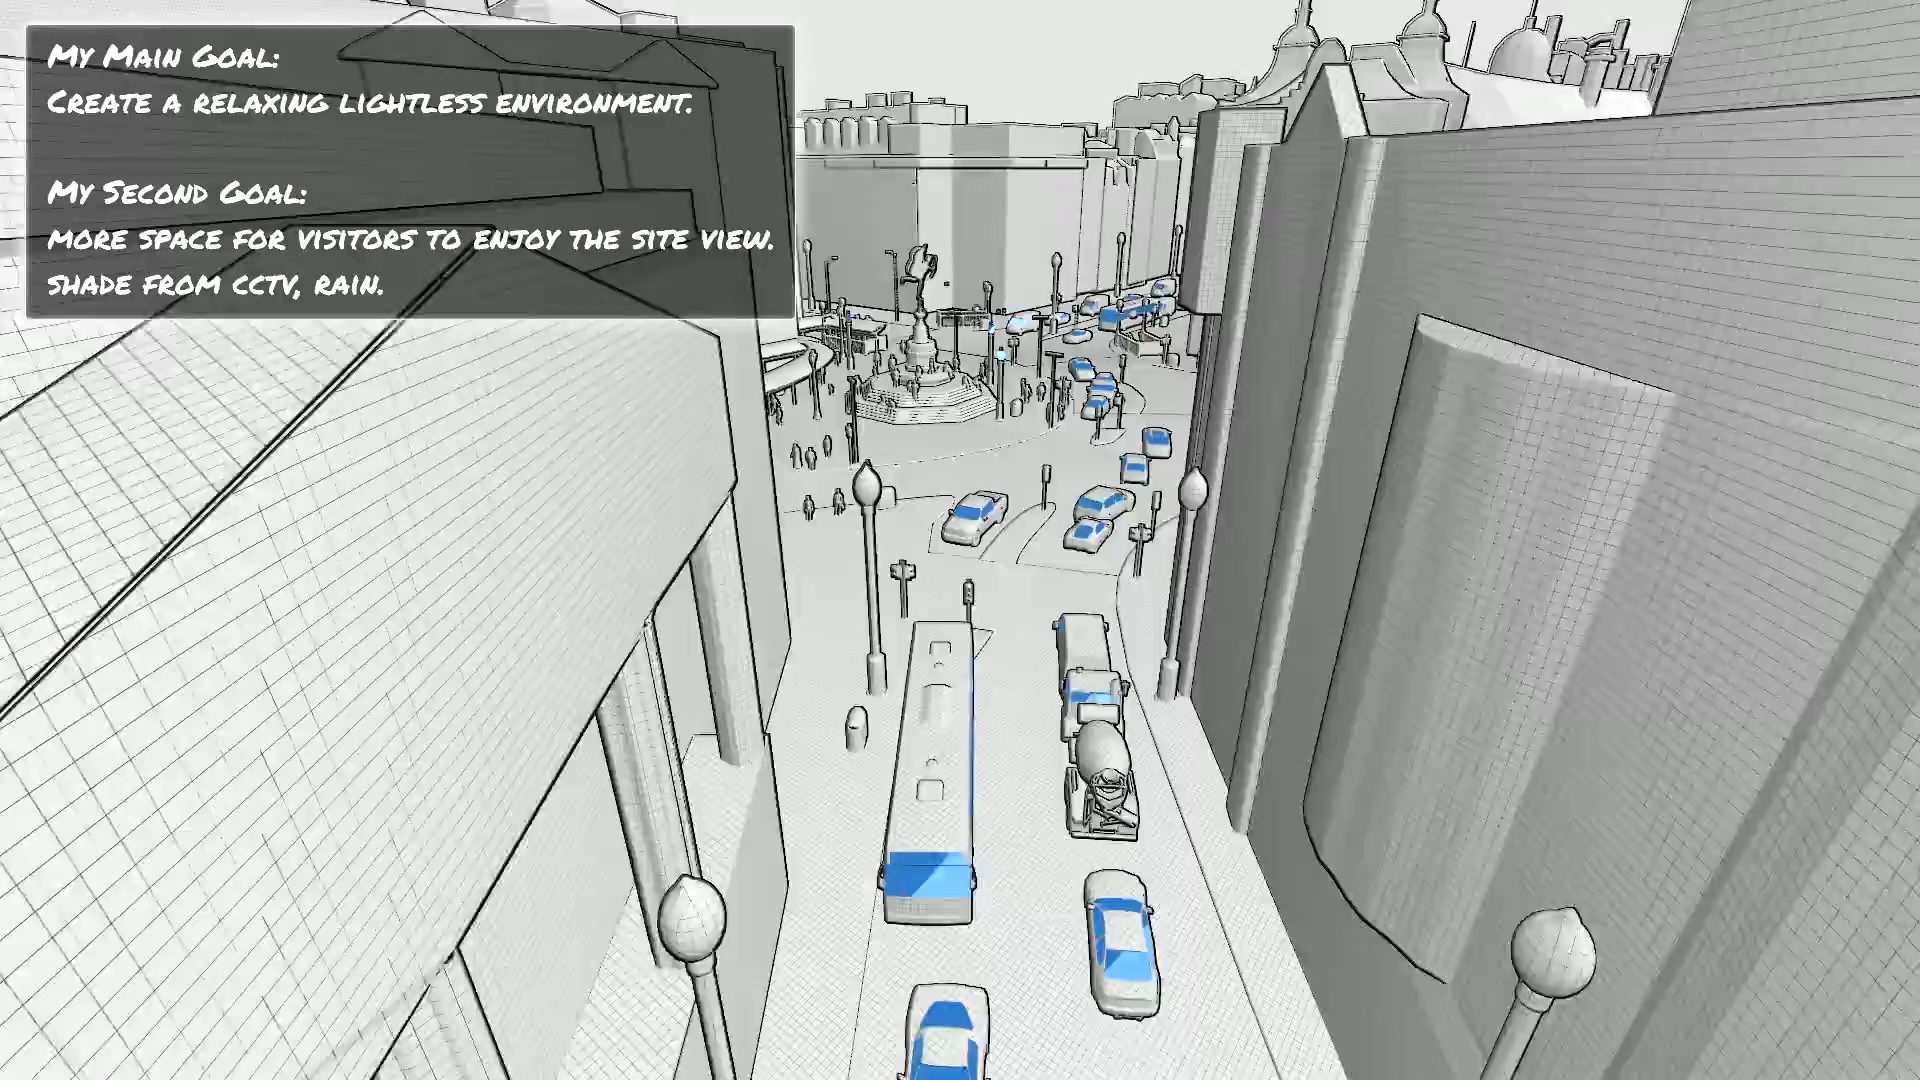 My Main Goal:
Create a relaxing lightless environment.
My Second Goal:
more space for visitors to enjoy the site view.
shade from cctv, rain.